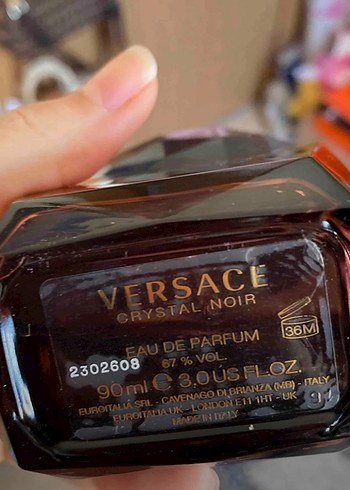 VERSACE
CRYSTAL NOIR
36M
EAU DE PARFUM
2302608
87 % VOL.
90 ml ℮ 3.0 US FL.OZ.
EUROITALIA SRL - CAVENAGO DI BRIANZA (MB) - ITALY
EUROITALIA UK - LONDON E1 1HT - UK
MADE IN ITALY